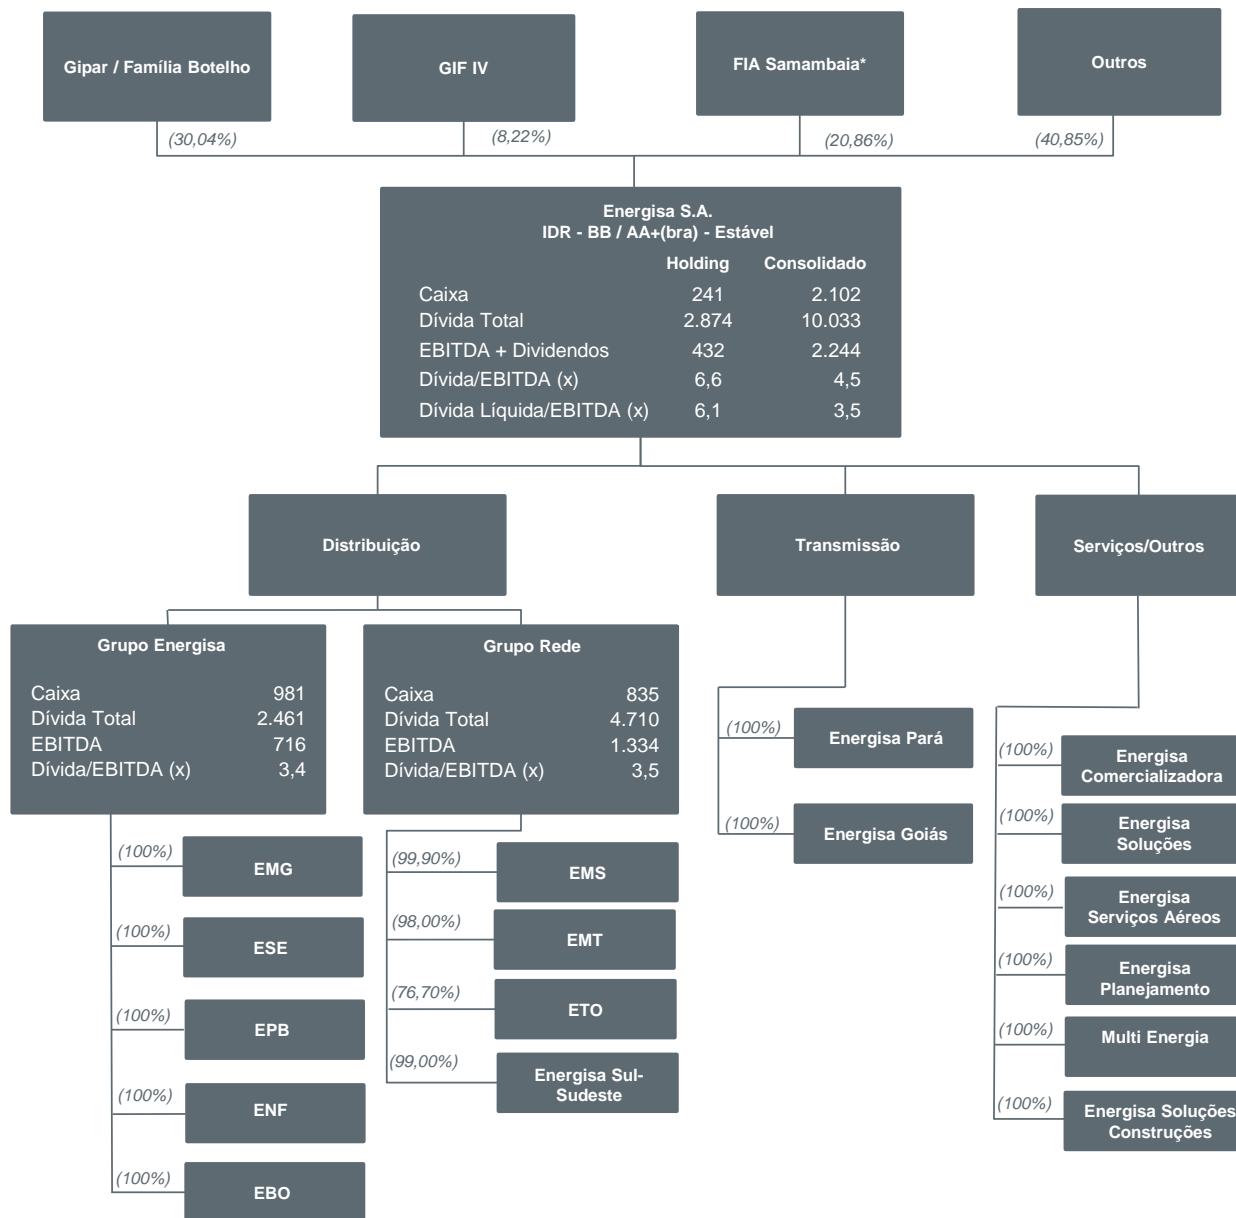 Gipar / Família Botelho
GIF IV
FIA Samambaia*
Outros
(30,04%)
(8,22%)
(20,86%)
(40,85%)
Energisa S.A.
IDR - BB / AA+(bra) - Estável
Holding Consolidado
Caixa 241 2.102
Dívida Total 2.874 10.033
EBITDA + Dividendos 432 2.244
Dívida/EBITDA (x) 6,6 4,5
Dívida Líquida/EBITDA (x) 6,1 3,5
Distribuição
Transmissão
Serviços/Outros
Grupo Energisa
Caixa 981
Dívida Total 2.461
EBITDA 716
Dívida/EBITDA (x) 3,4
Grupo Rede
Caixa 835
Dívida Total 4.710
EBITDA 1.334
Dívida/EBITDA (x) 3,5
(100%)
EMG
(100%)
ESE
(100%)
EPB
(100%)
ENF
(100%)
EBO
(99,90%)
EMS
(98,00%)
EMT
(76,70%)
ETO
(99,00%)
Energisa Sul-
Sudeste
(100%)
Energisa Pará
(100%)
Energisa Goiás
(100%)
Energisa
Comercializadora
(100%)
Energisa
Soluções
(100%)
Energisa
Serviços Aéreos
(100%)
Energisa
Planejamento
(100%)
Multi Energia
(100%)
Energisa Soluções
Construções